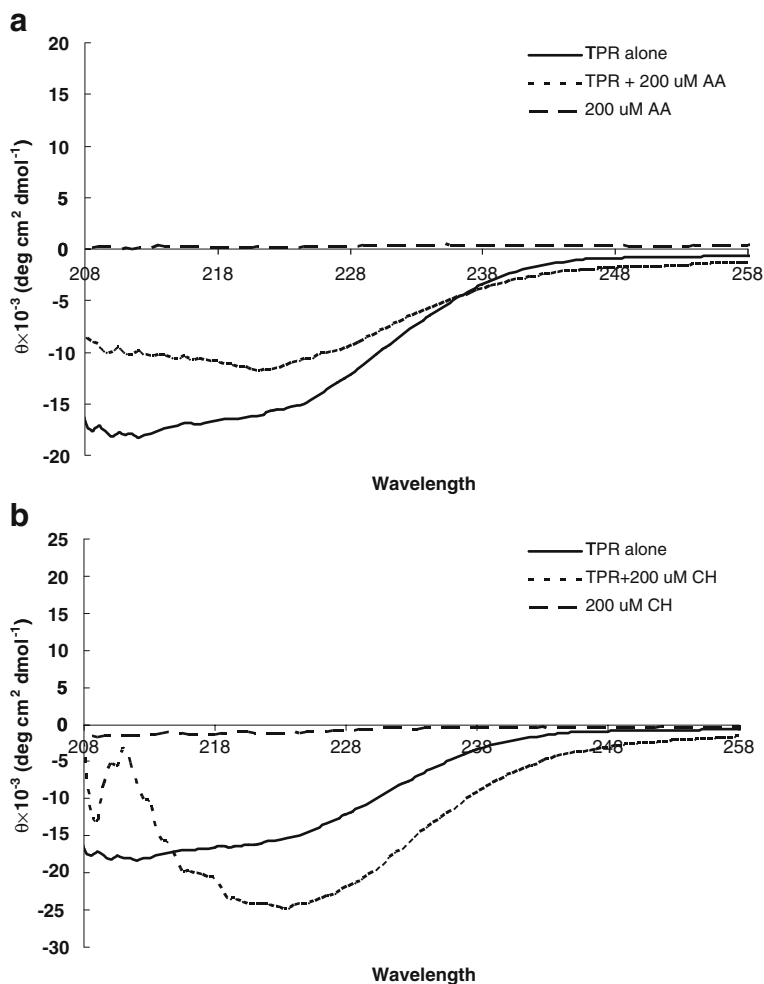 a
20
15
10
5
0
-5
-10
-15
-20
208 218 228 238 248 258
θ×10⁻³ (deg cm² dmol⁻¹)
Wavelength
TPR alone
TPR + 200 uM AA
200 uM AA
b
25
20
15
10
5
0
-5
-10
-15
-20
-25
-30
208 218 228 238 248 258
θ×10⁻³ (deg cm² dmol⁻¹)
Wavelength
TPR alone
TPR+200 uM CH
200 uM CH